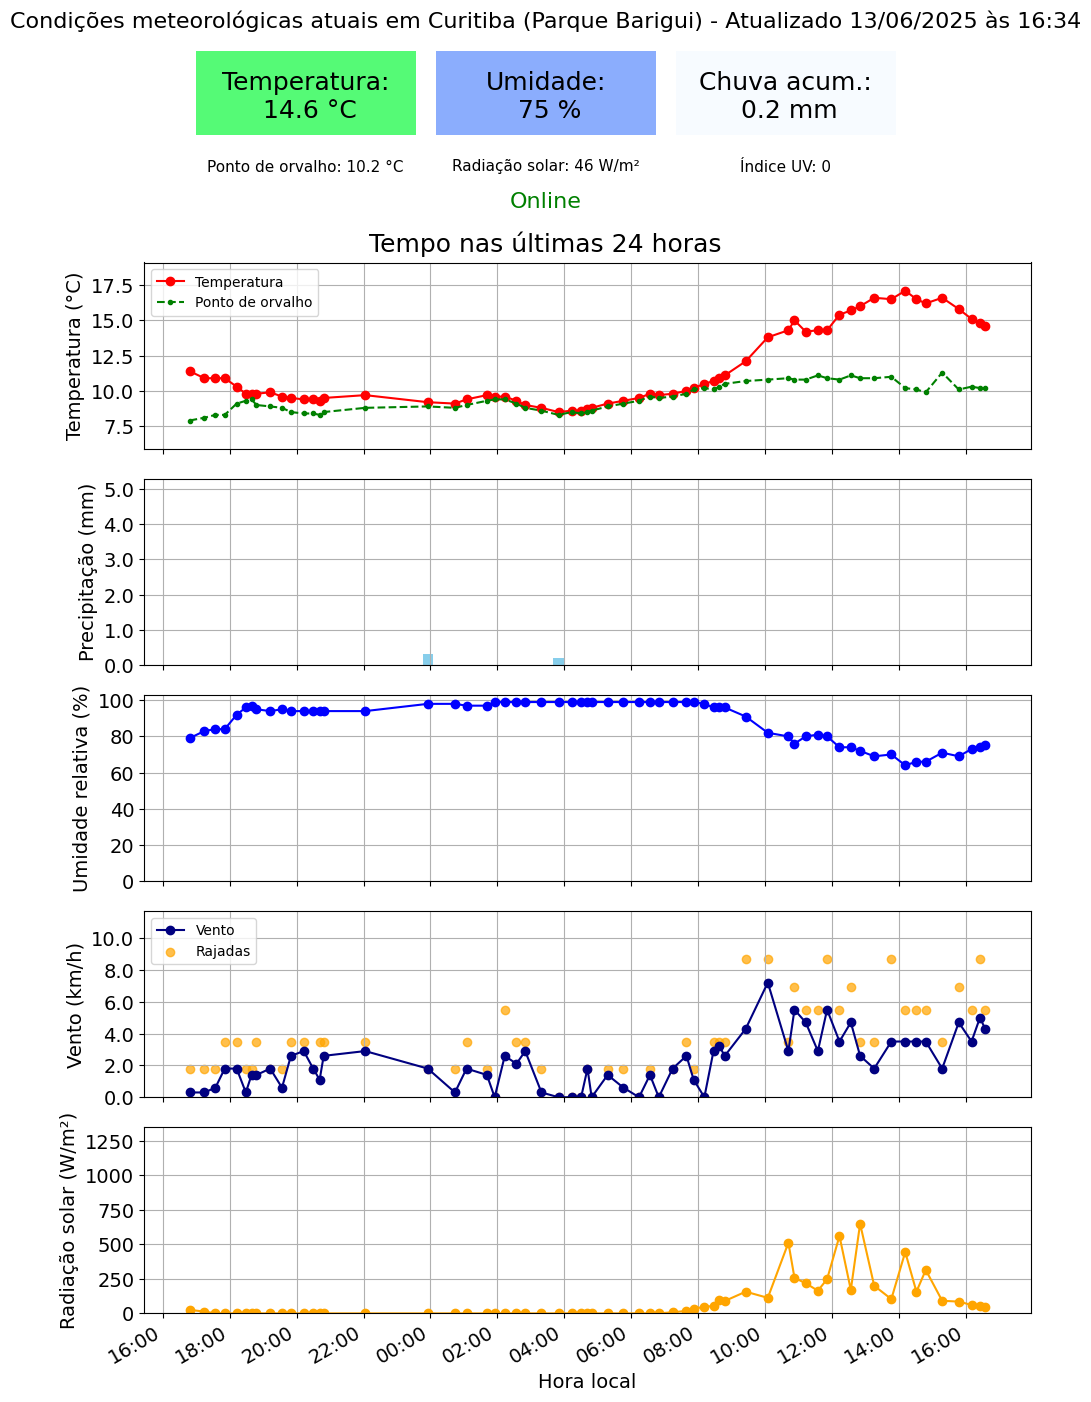 Condições meteorológicas atuais em Curitiba (Parque Barigui) - Atualizado 13/06/2025 às 16:34
Temperatura:
14.6 °C
Umidade:
75 %
Chuva acum.:
0.2 mm
Ponto de orvalho: 10.2 °C
Radiação solar: 46 W/m²
Índice UV: 0
Online
Tempo nas últimas 24 horas
Temperatura (°C)
17.5
15.0
12.5
10.0
7.5
Temperatura
Ponto de orvalho
Precipitação (mm)
5.0
4.0
3.0
2.0
1.0
0.0
Umidade relativa (%)
100
80
60
40
20
0
Vento (km/h)
10.0
8.0
6.0
4.0
2.0
0.0
Vento
Rajadas
Radiação solar (W/m²)
1250
1000
750
500
250
0
16:00 18:00 20:00 22:00 00:00 02:00 04:00 06:00 08:00 10:00 12:00 14:00 16:00
Hora local